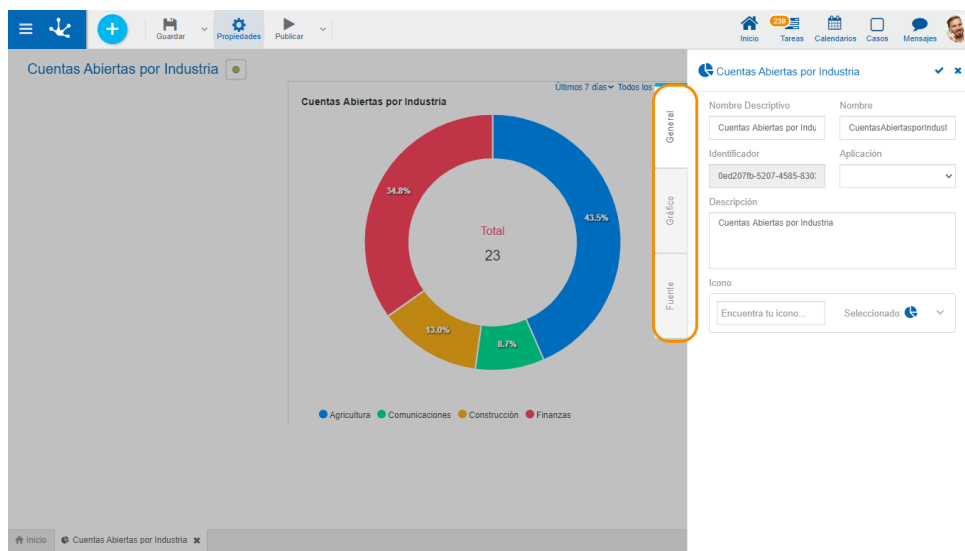 Guardar
Propiedades
Publicar
Inicio
239
Tareas
Calendarios
Casos
Mensajes
Cuentas Abiertas por Industria
Últimos 7 días
Todos los
Cuentas Abiertas por Industria
34.8%
43.5%
13.0%
8.7%
Total
23
Agricultura
Comunicaciones
Construcción
Finanzas
General
Gráfico
Fuente
Cuentas Abiertas por Industria
Nombre Descriptivo
Nombre
Cuentas Abiertas por Indu
CuentasAbiertasporIndust
Identificador
Aplicación
0ed207fb-5207-4585-830
Descripción
Cuentas Abiertas por Industria
Icono
Encuentra tu icono...
Seleccionado
Inicio
Cuentas Abiertas por Industria